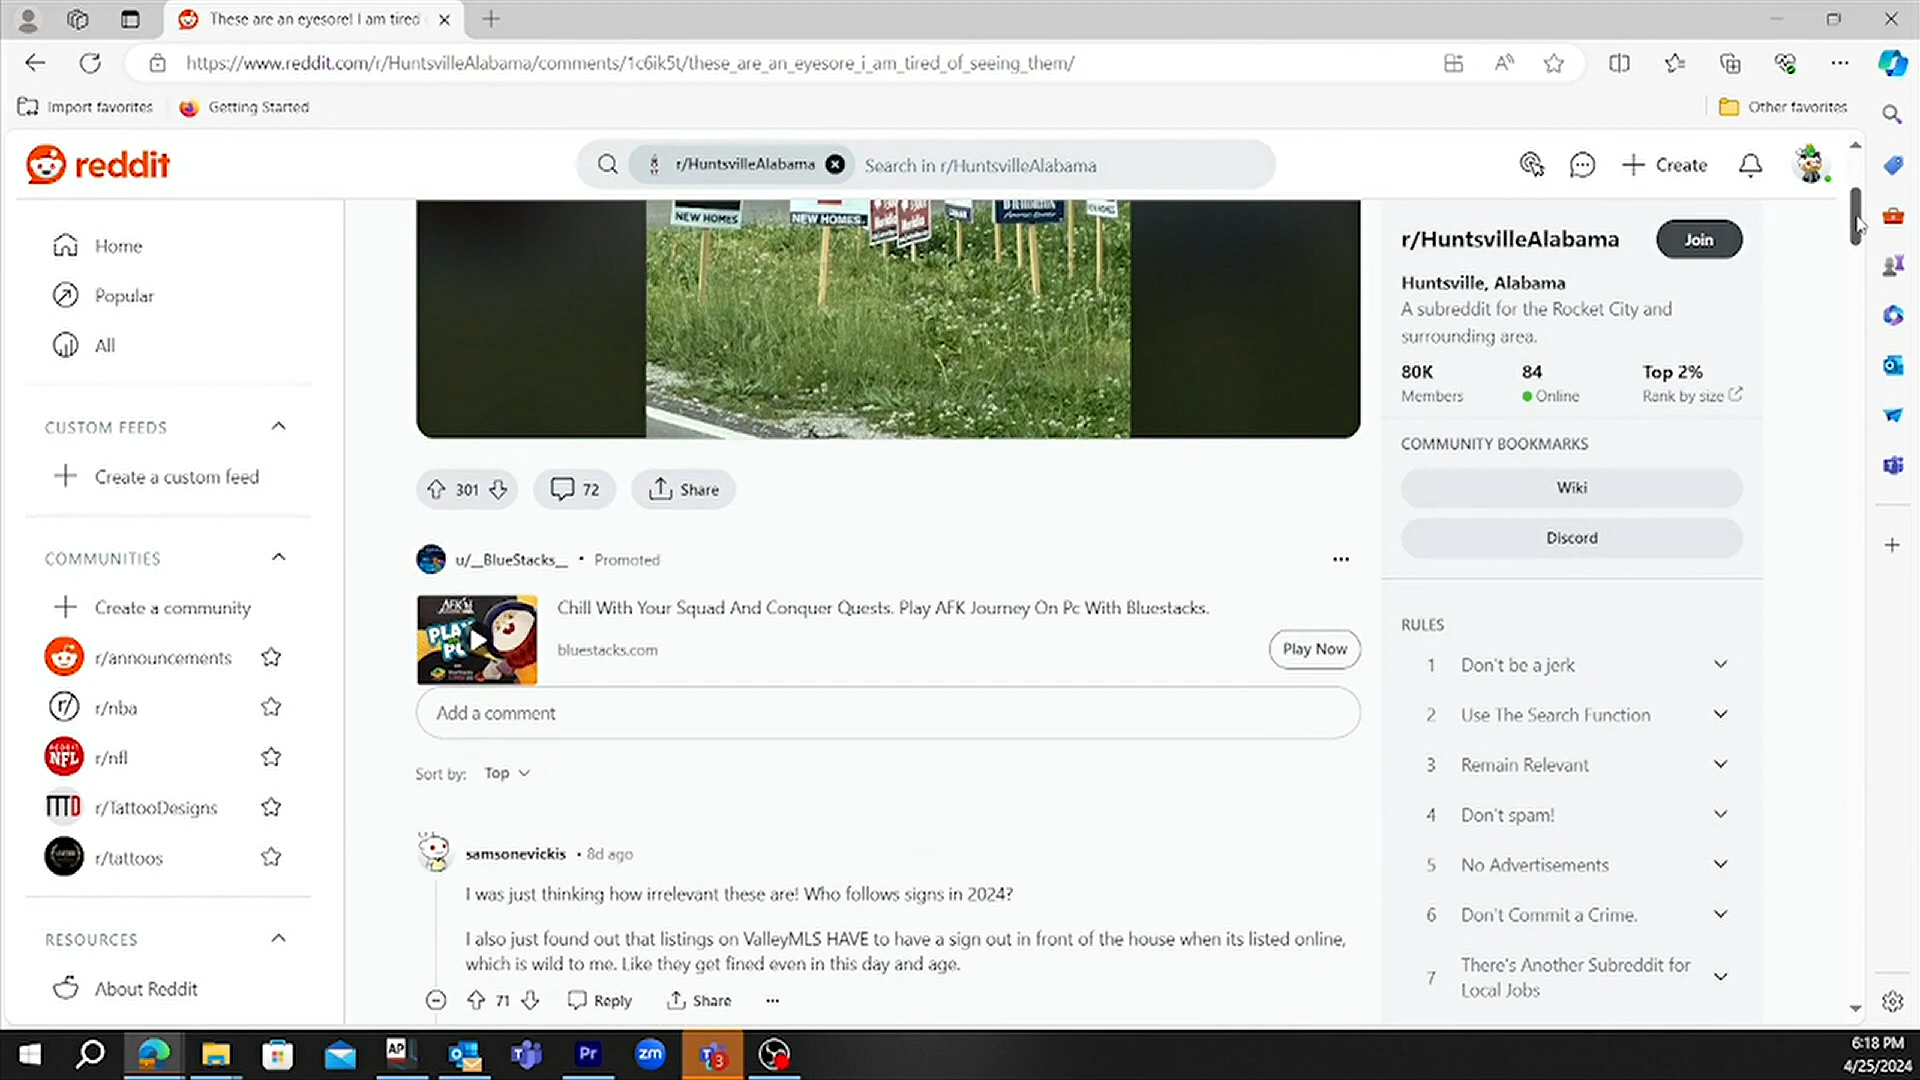 These are an eyesore! I am tired
https://www.reddit.com/r/HuntsvilleAlabama/comments/1c6ik5t/these_are_an_eyesore_i_am_tired_of_seeing_them/
Import favorites
Getting Started
Other favorites
reddit
r/HuntsvilleAlabama
Search in r/HuntsvilleAlabama
Create
Home
Popular
All
CUSTOM FEEDS
Create a custom feed
COMMUNITIES
Create a community
r/announcements
r/nba
r/nfl
r/TattooDesigns
r/tattoos
RESOURCES
About Reddit
NEW HOMES
NEW HOMES
301
72
Share
u/__BlueStacks__ • Promoted
Chill With Your Squad And Conquer Quests. Play AFK Journey On Pc With Bluestacks.
bluestacks.com
Play Now
Add a comment
Sort by: Top
samsonevickis • 8d ago
I was just thinking how irrelevant these are! Who follows signs in 2024?
I also just found out that listings on ValleyMLS HAVE to have a sign out in front of the house when its listed online,
which is wild to me. Like they get fined even in this day and age.
71 Reply Share
r/HuntsvilleAlabama
Join
Huntsville, Alabama
A subreddit for the Rocket City and
surrounding area.
80K 84 Top 2%
Members Online Rank by size
COMMUNITY BOOKMARKS
Wiki
Discord
RULES
1 Don't be a jerk
2 Use The Search Function
3 Remain Relevant
4 Don't spam!
5 No Advertisements
6 Don't Commit a Crime.
7 There's Another Subreddit for
Local Jobs
6:18 PM
4/25/2024